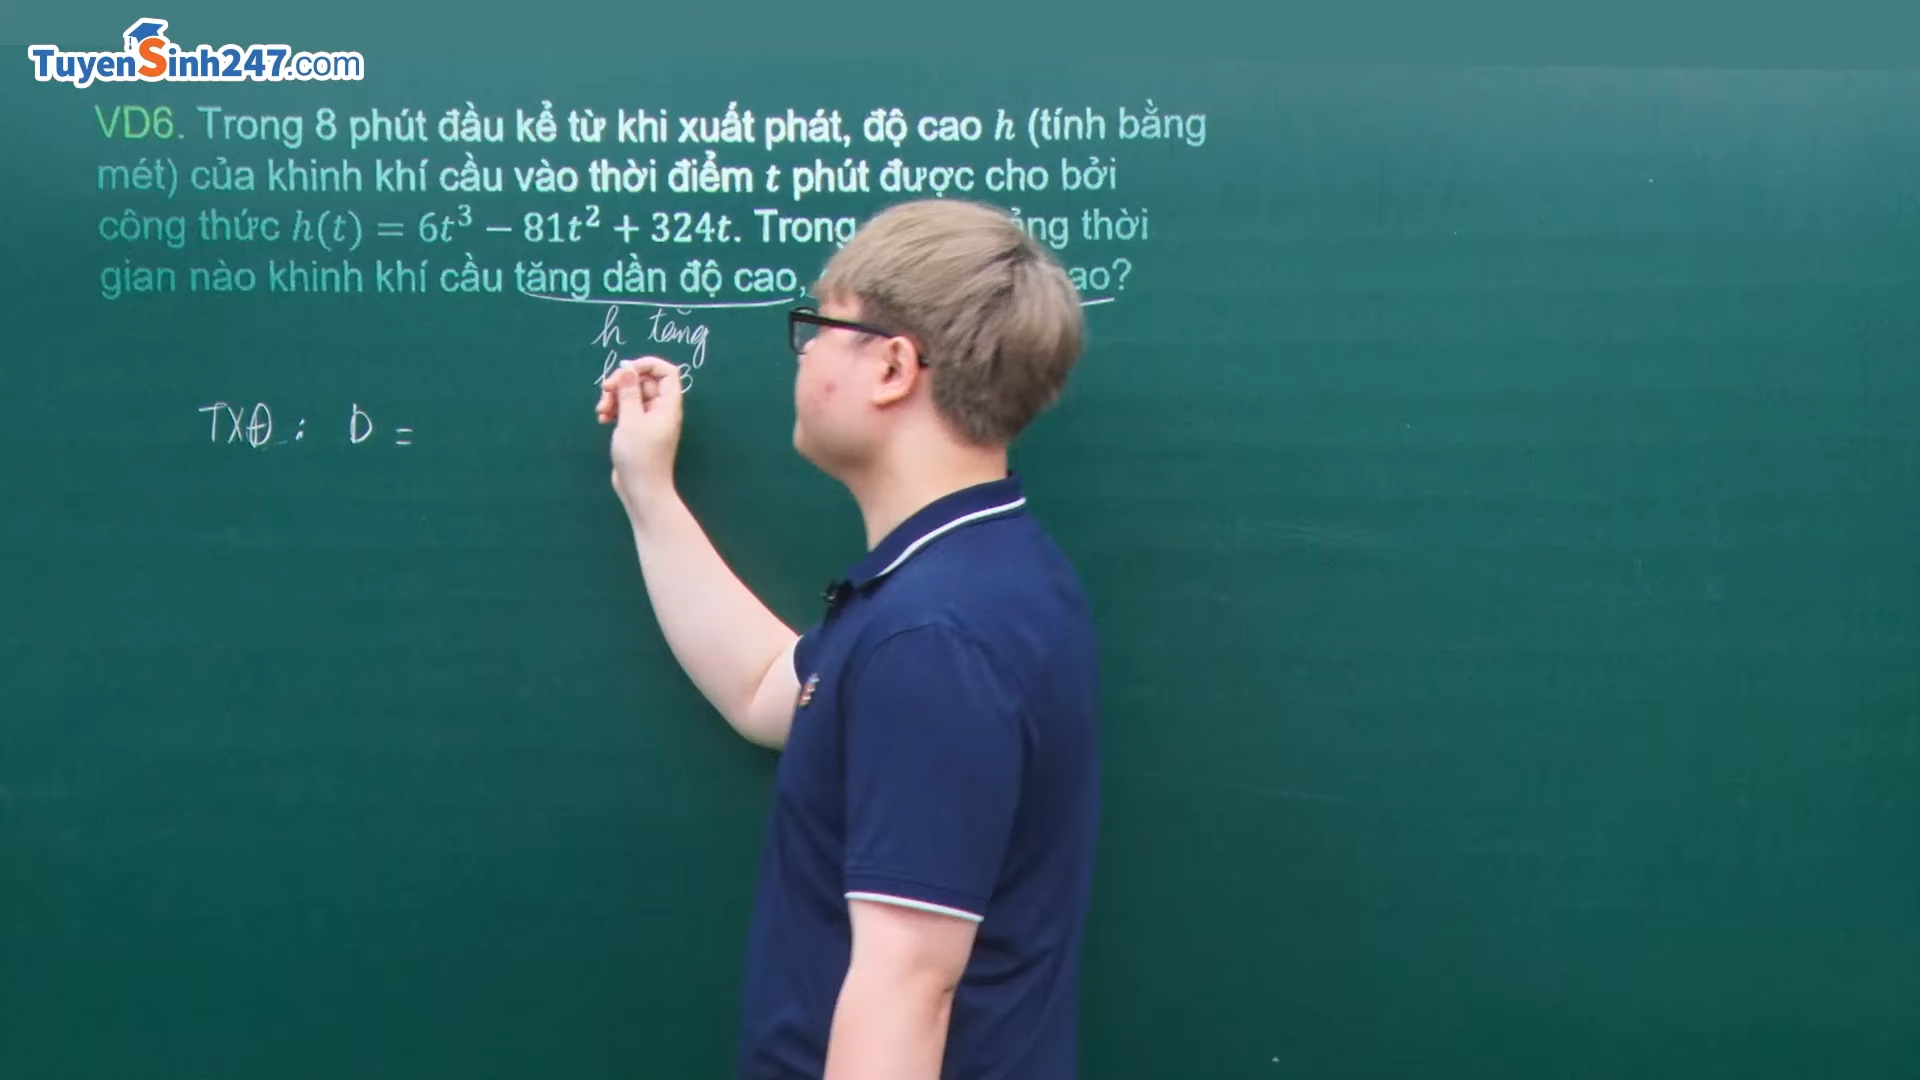 TuyenSinh247.com
VD6. Trong 8 phút đầu kể từ khi xuất phát, độ cao h (tính bằng
mét) của khinh khí cầu vào thời điểm t phút được cho bởi
công thức h(t) = 6t³ − 81t² + 324t. Trong thời
gian nào khinh khí cầu tăng dần độ cao, ao?
h tăng
TXĐ : D =